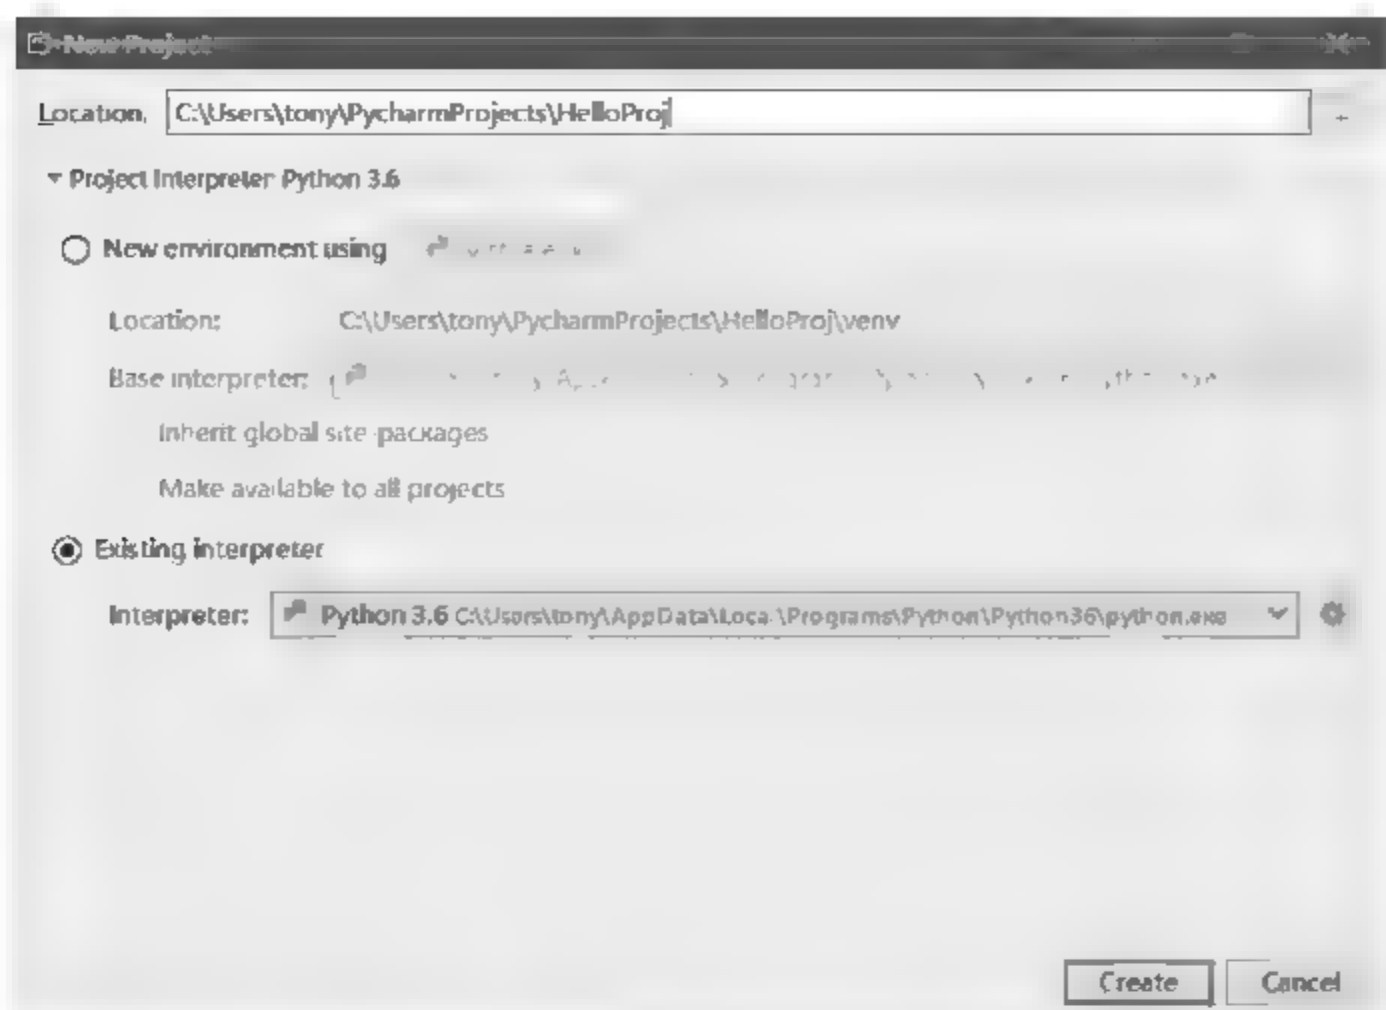 New Project
Location: C:\Users\tony\PycharmProjects\HelloProj
Project Interpreter Python 3.6
New environment using
Location: C:\Users\tony\PycharmProjects\HelloProj\venv
Base interpreter:
Inherit global site-packages
Make available to all projects
Existing interpreter
Interpreter: Python 3.6 C:\Users\tony\AppData\Local\Programs\Python\Python36\python.exe
Create Cancel